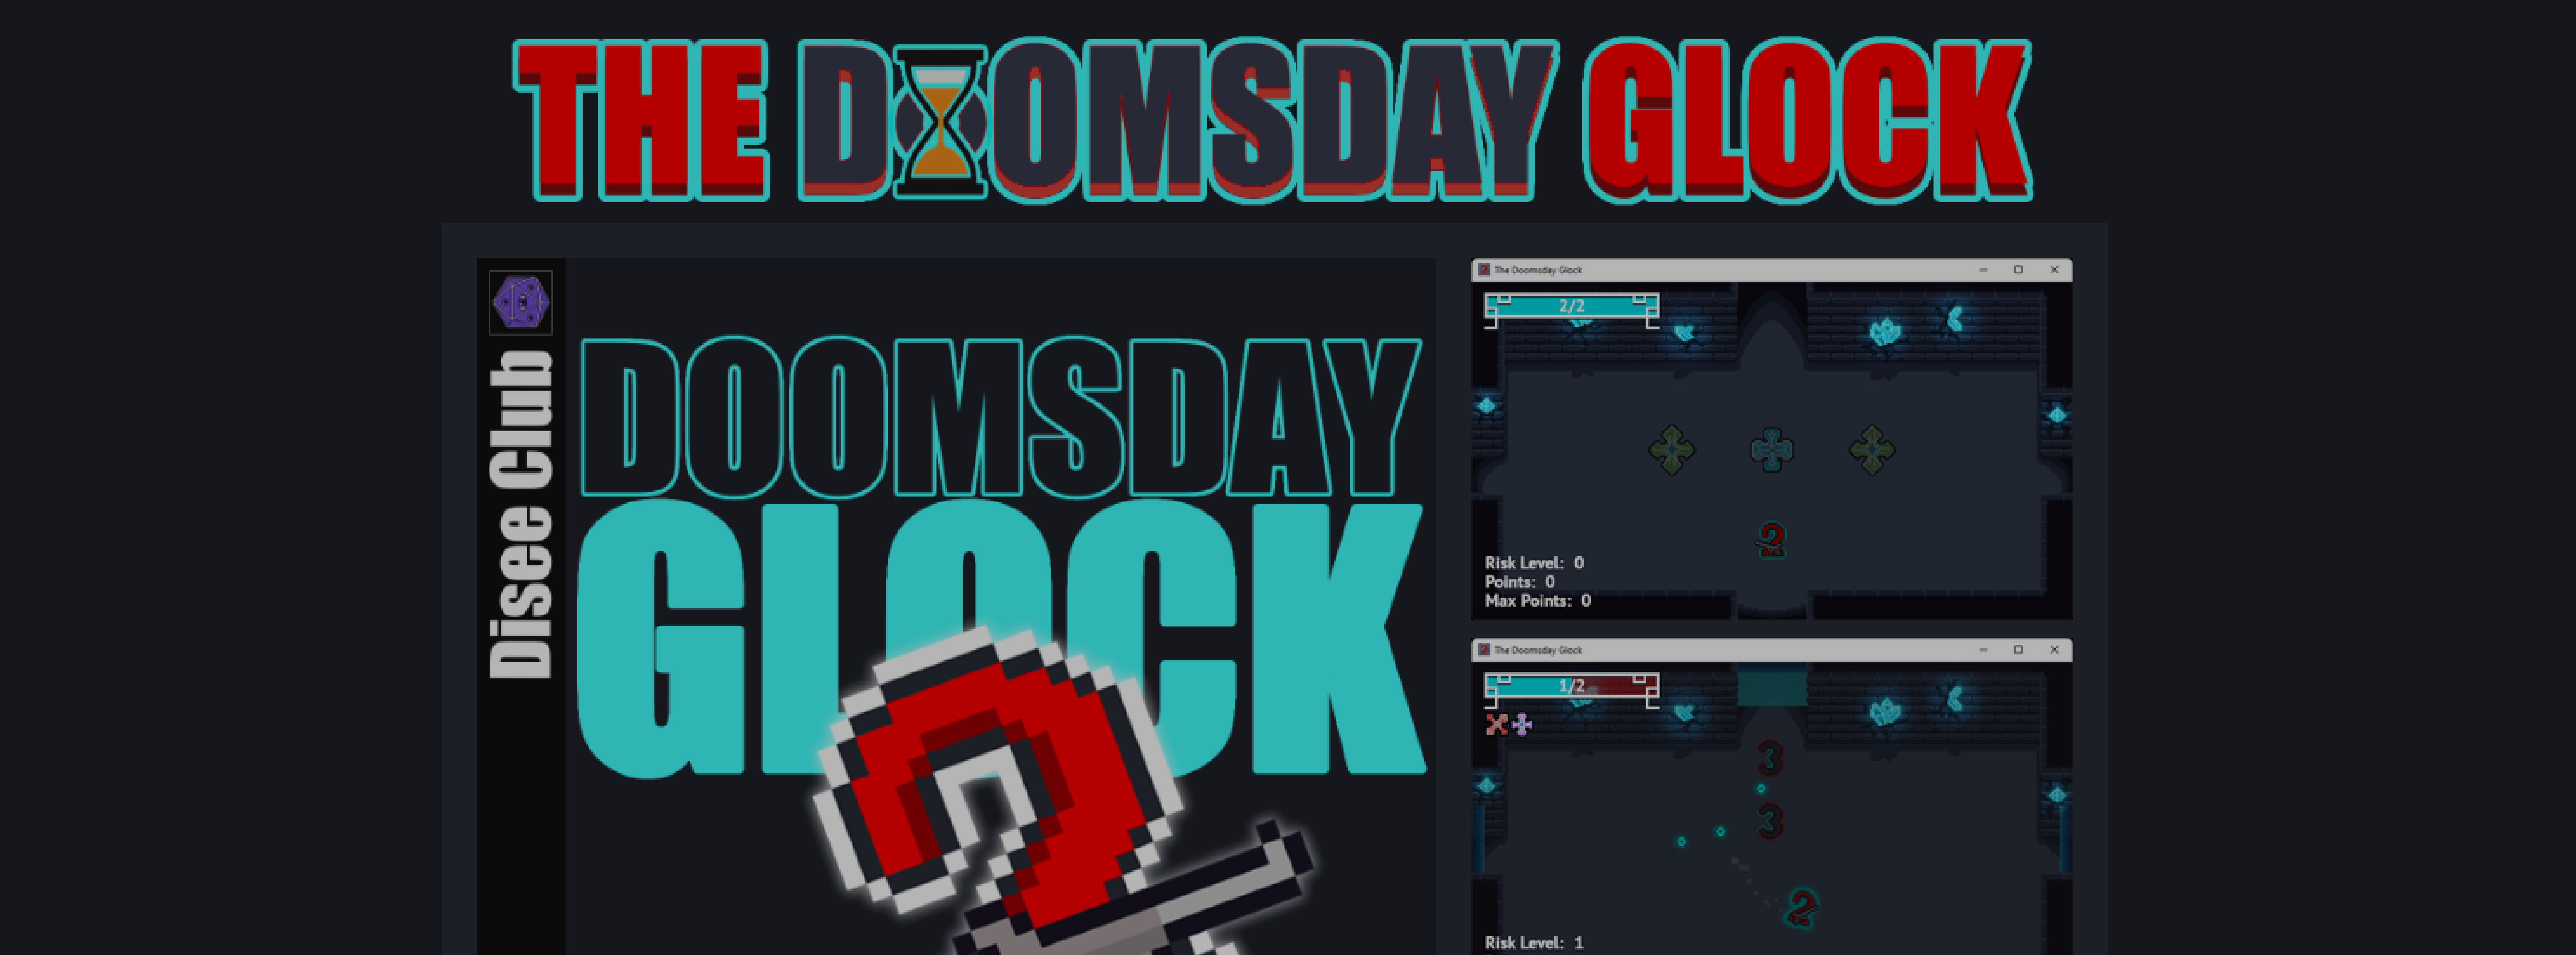 THE DOOMSDAY GLOCK
Disee Club
DOOMSDAY
GLOCK
The Doomsday Glock
2/2
2
Risk Level: 0
Points: 0
Max Points: 0
The Doomsday Glock
1/2
3
3
2
Risk Level: 1